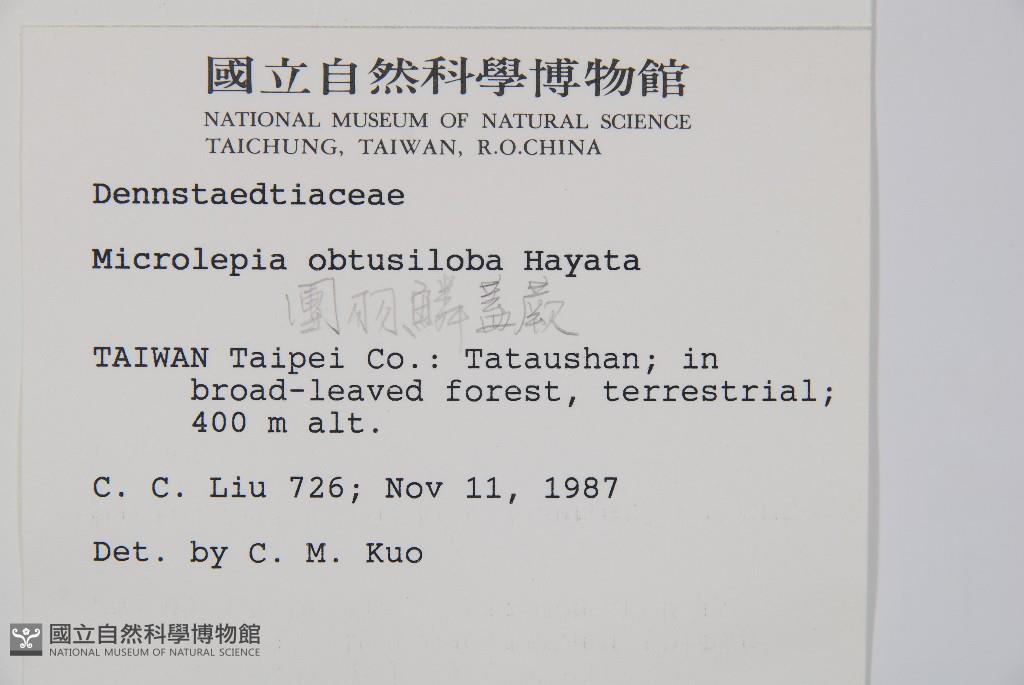 國立自然科學博物館
NATIONAL MUSEUM OF NATURAL SCIENCE
TAICHUNG, TAIWAN, R.O.CHINA
Dennstaedtiaceae
Microlepia obtusiloba Hayata
團羽鱗蓋蕨
TAIWAN Taipei Co.: Tataushan; in
broad-leaved forest, terrestrial;
400 m alt.
C. C. Liu 726; Nov 11, 1987
Det. by C. M. Kuo
國立自然科學博物館
NATIONAL MUSEUM OF NATURAL SCIENCE